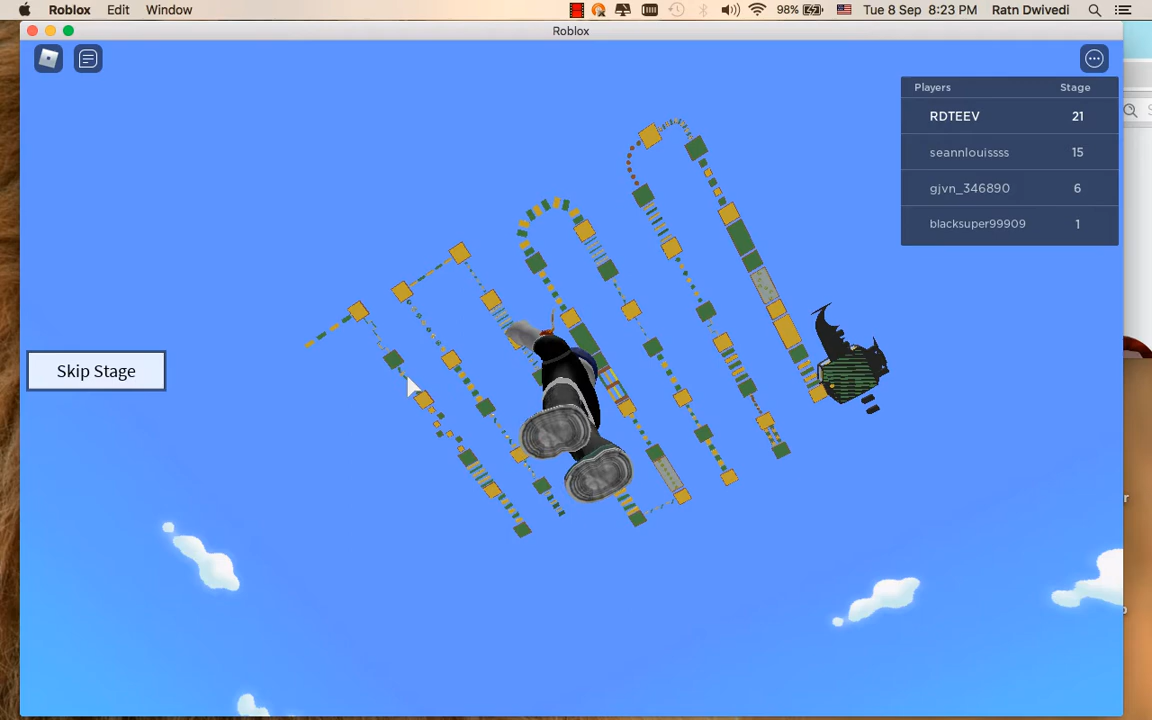 Roblox Edit Window 98% Tue 8 Sep 8:23 PM Ratn Dwivedi
Roblox
Players Stage
RDTEEV 21
seannlouissss 15
gjvn_346890 6
blacksuper99909 1
Skip Stage